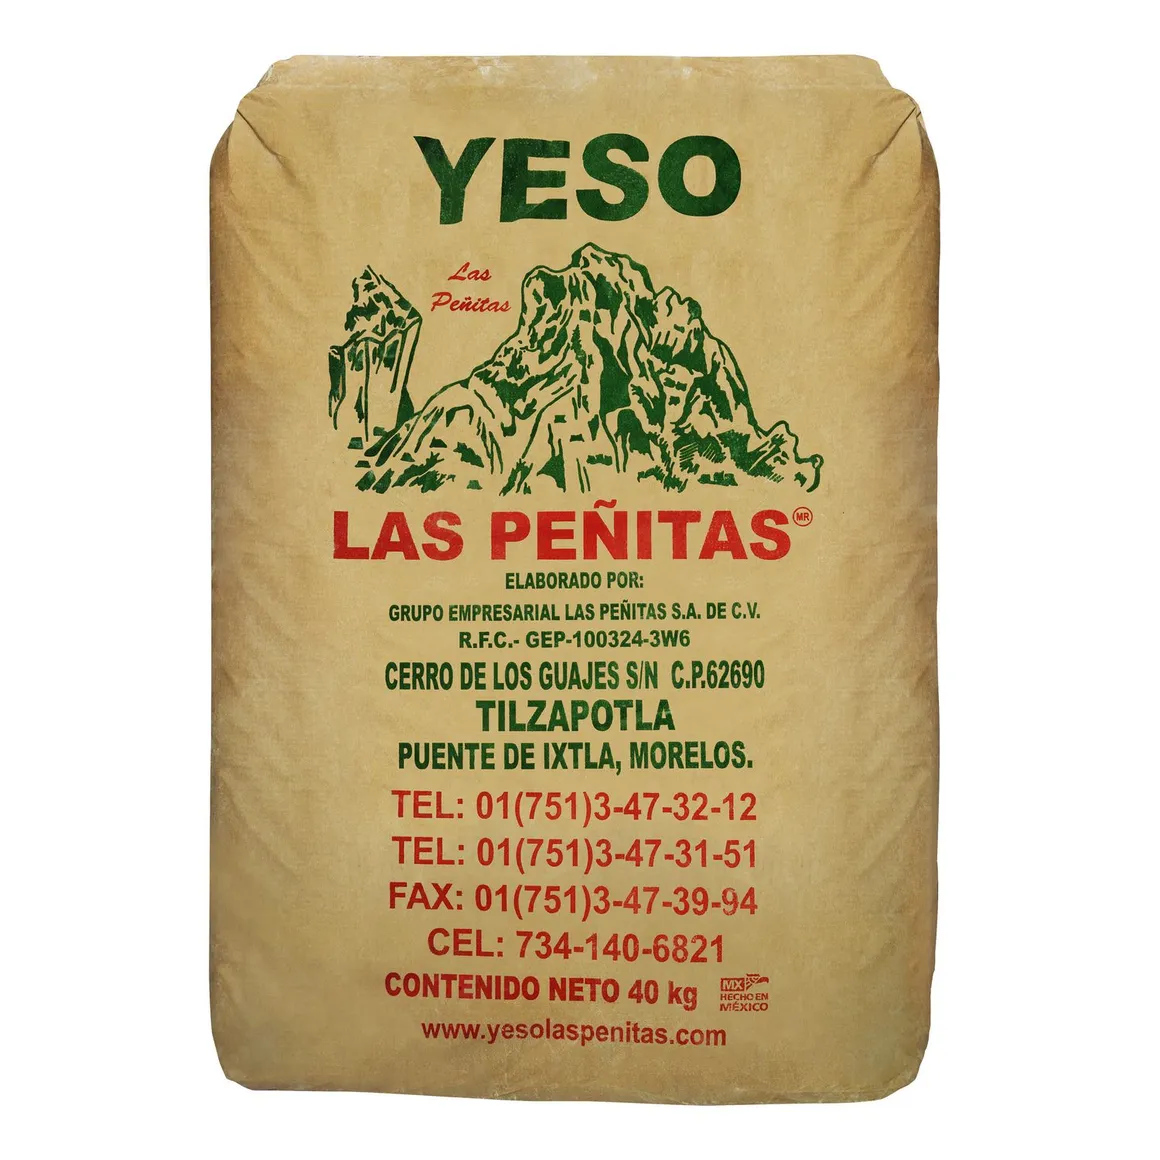 YESO
Las
Peñitas
LAS PEÑITAS MR
ELABORADO POR:
GRUPO EMPRESARIAL LAS PEÑITAS S.A. DE C.V.
R.F.C.- GEP-100324-3W6
CERRO DE LOS GUAJES S/N C.P.62690
TILZAPOTLA
PUENTE DE IXTLA, MORELOS.
TEL: 01(751)3-47-32-12
TEL: 01(751)3-47-31-51
FAX: 01(751)3-47-39-94
CEL: 734-140-6821
CONTENIDO NETO 40 kg
MX
HECHO EN
MÉXICO
www.yesolaspenitas.com